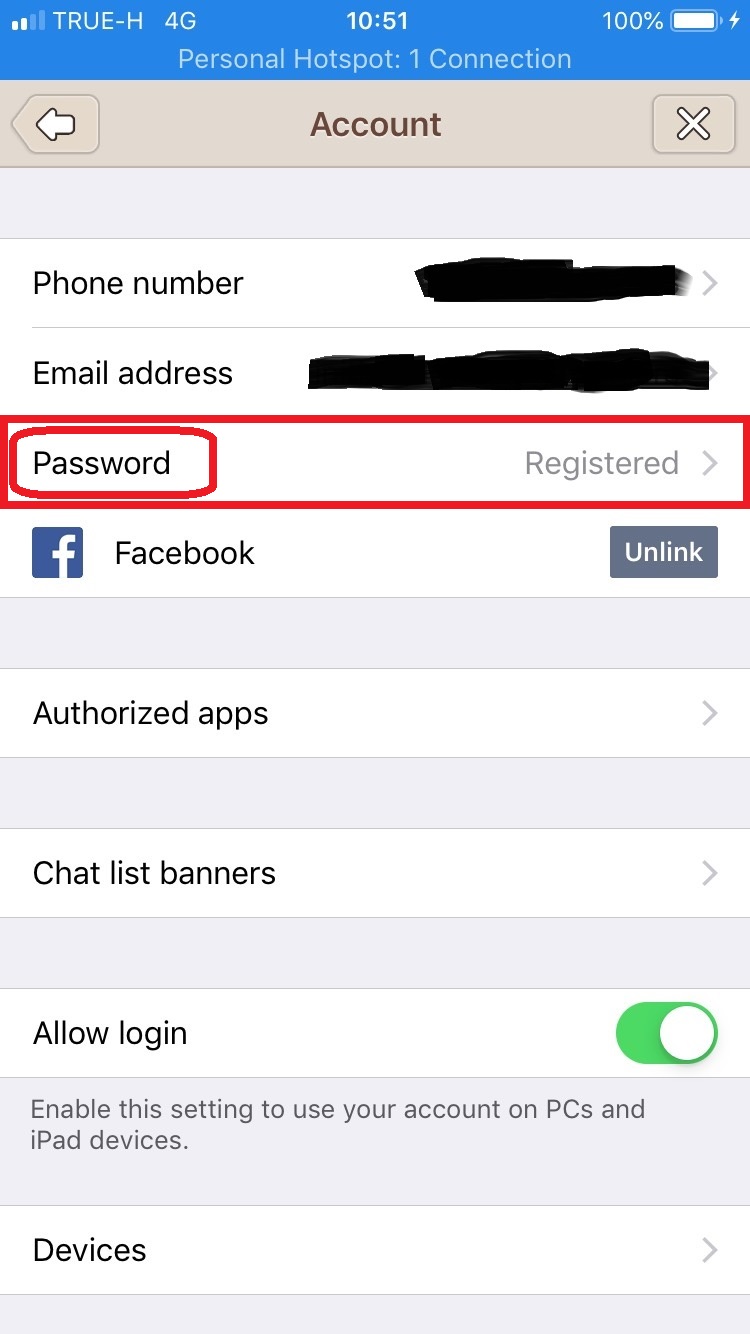 TRUE-H 4G 10:51 100%
Personal Hotspot: 1 Connection
Account
Phone number
Email address
Password Registered
Facebook Unlink
Authorized apps
Chat list banners
Allow login
Enable this setting to use your account on PCs and
iPad devices.
Devices